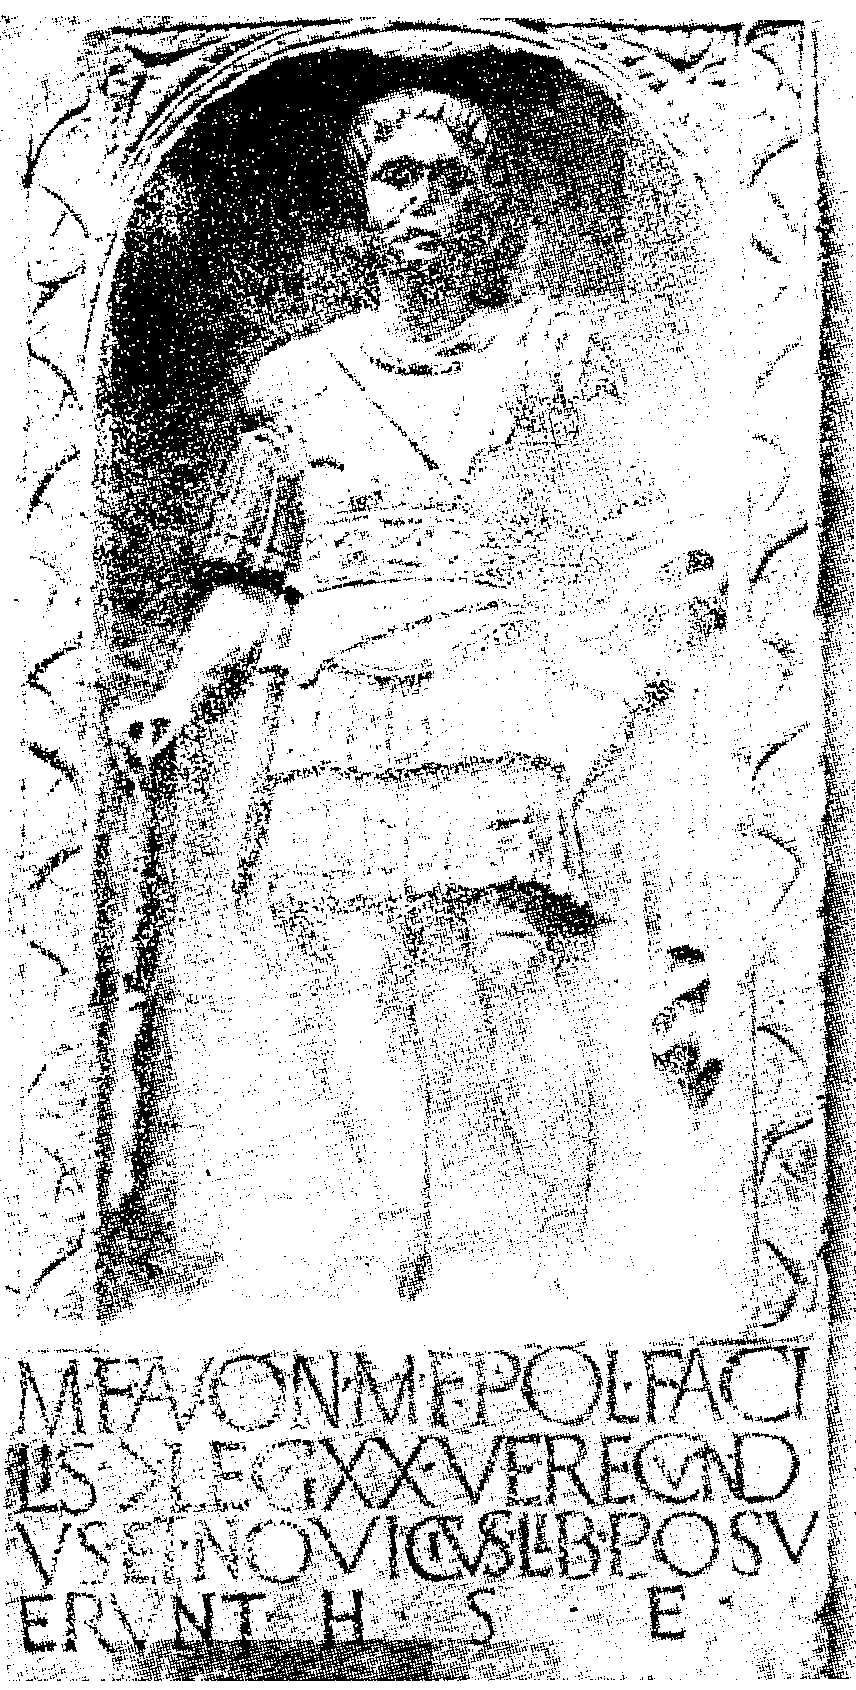 M·FAVON·M·F·POL·FACI
LIS > LEG·XX·VERECVND
VS·ET·NOVICIVS·LIB·POSV
ERVNT H S E